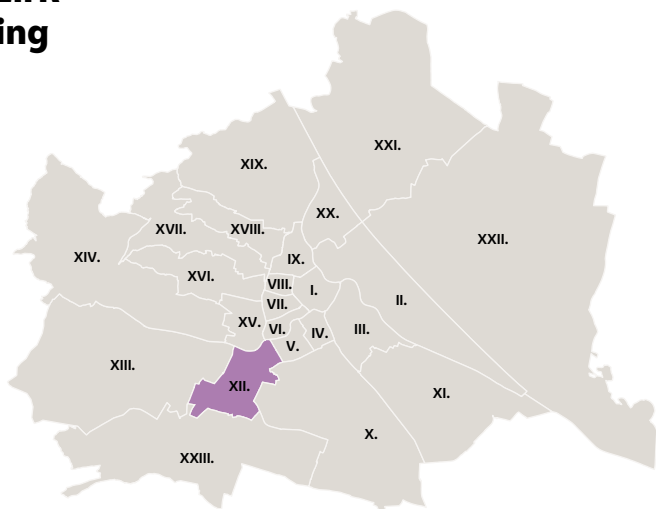 ing
XXI.
XIX.
XX.
XVII.
XVIII.
XXII.
XIV.
IX.
XVI.
VIII.
I.
II.
VII.
XV.
VI.
IV.
III.
V.
XIII.
XII.
XI.
X.
XXIII.